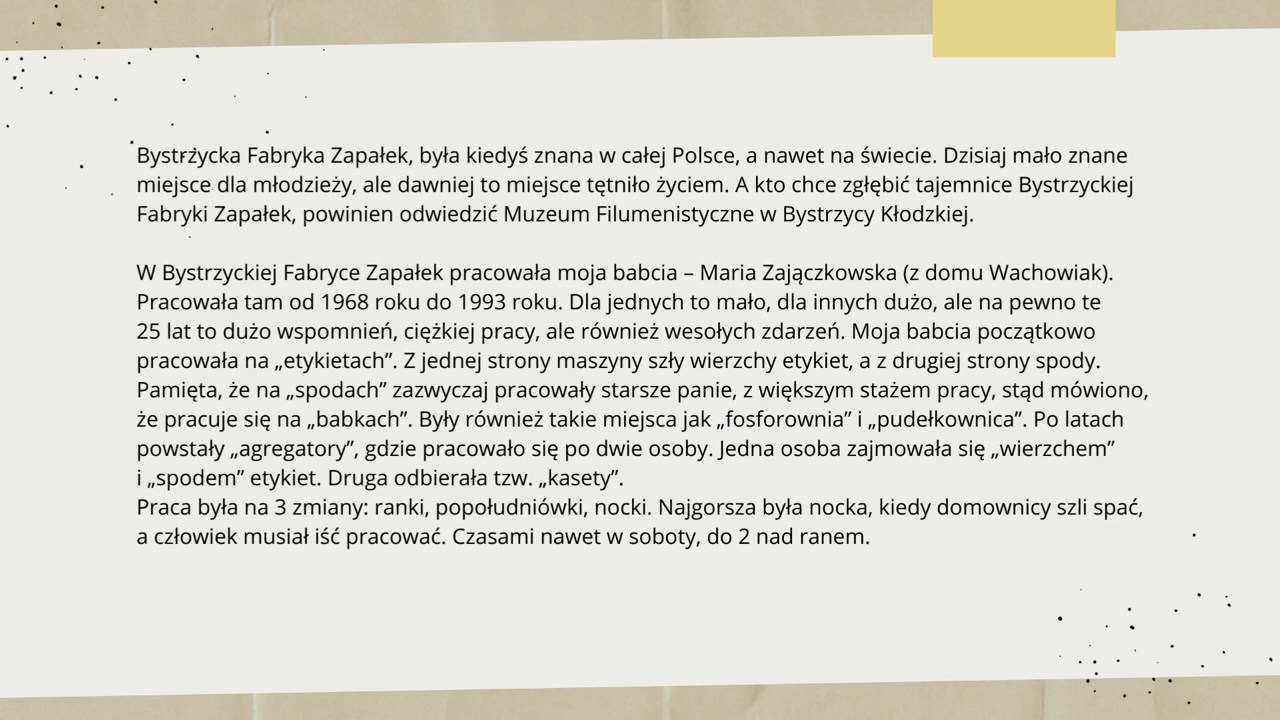 Bystrzycka Fabryka Zapałek, była kiedyś znana w całej Polsce, a nawet na świecie. Dzisiaj mało znane
miejsce dla młodzieży, ale dawniej to miejsce tętniło życiem. A kto chce zgłębić tajemnice Bystrzyckiej
Fabryki Zapałek, powinien odwiedzić Muzeum Filumenistyczne w Bystrzycy Kłodzkiej.
W Bystrzyckiej Fabryce Zapałek pracowała moja babcia – Maria Zajączkowska (z domu Wachowiak).
Pracowała tam od 1968 roku do 1993 roku. Dla jednych to mało, dla innych dużo, ale na pewno te
25 lat to dużo wspomnień, ciężkiej pracy, ale również wesołych zdarzeń. Moja babcia początkowo
pracowała na „etykietach”. Z jednej strony maszyny szły wierzchy etykiet, a z drugiej strony spody.
Pamięta, że na „spodach” zazwyczaj pracowały starsze panie, z większym stażem pracy, stąd mówiono,
że pracuje się na „babkach”. Były również takie miejsca jak „fosforownia” i „pudełkownica”. Po latach
powstały „agregatory”, gdzie pracowało się po dwie osoby. Jedna osoba zajmowała się „wierzchem”
i „spodem” etykiet. Druga odbierała tzw. „kasety”.
Praca była na 3 zmiany: ranki, popołudniówki, nocki. Najgorsza była nocka, kiedy domownicy szli spać,
a człowiek musiał iść pracować. Czasami nawet w soboty, do 2 nad ranem.